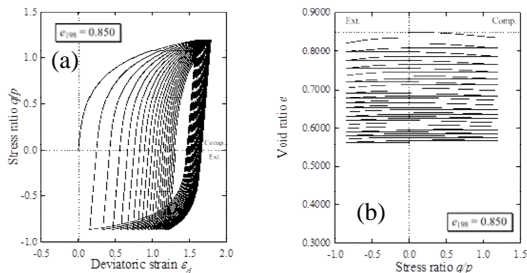 1.5
1.0
0.5
0.0
-0.5
-1.0
Stress ratio q/p
e198 = 0.850
(a)
Comp.
Ext.
0.0 0.5 1.0 1.5 2.0
Deviatoric strain εd
0.9000
0.8000
0.7000
0.6000
0.5000
0.4000
0.3000
Void ratio e
Ext.
Comp.
(b)
e198 = 0.850
-1.0 -0.5 0.0 0.5 1.0 1.5
Stress ratio q/p